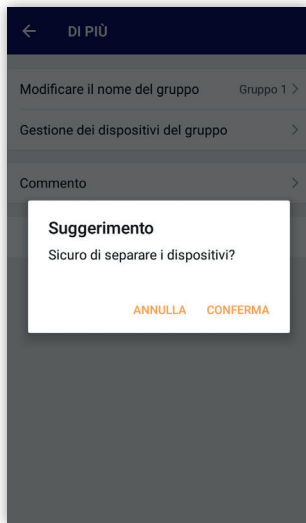 DI PIÙ
Modificare il nome del gruppo Gruppo 1
Gestione dei dispositivi del gruppo
Commento
Suggerimento
Sicuro di separare i dispositivi?
ANNULLA CONFERMA